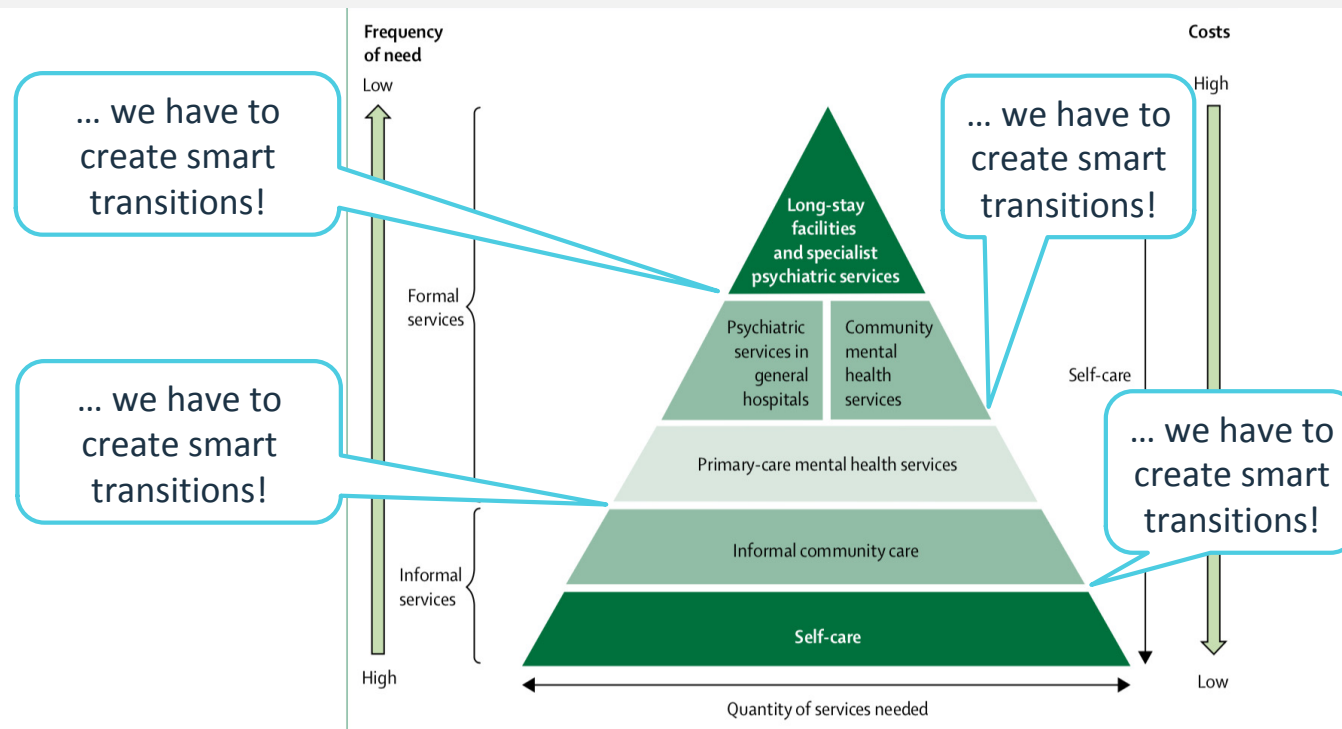 Frequency
of need
Low
Costs
High
... we have to
create smart
transitions!
... we have to
create smart
transitions!
Long-stay
facilities
and specialist
psychiatric services
Formal
services
Psychiatric
services in
general
hospitals
Community
mental
health
services
Self-care
... we have to
create smart
transitions!
... we have to
create smart
transitions!
Primary-care mental health services
Informal community care
Informal
services
Self-care
High
Low
Quantity of services needed